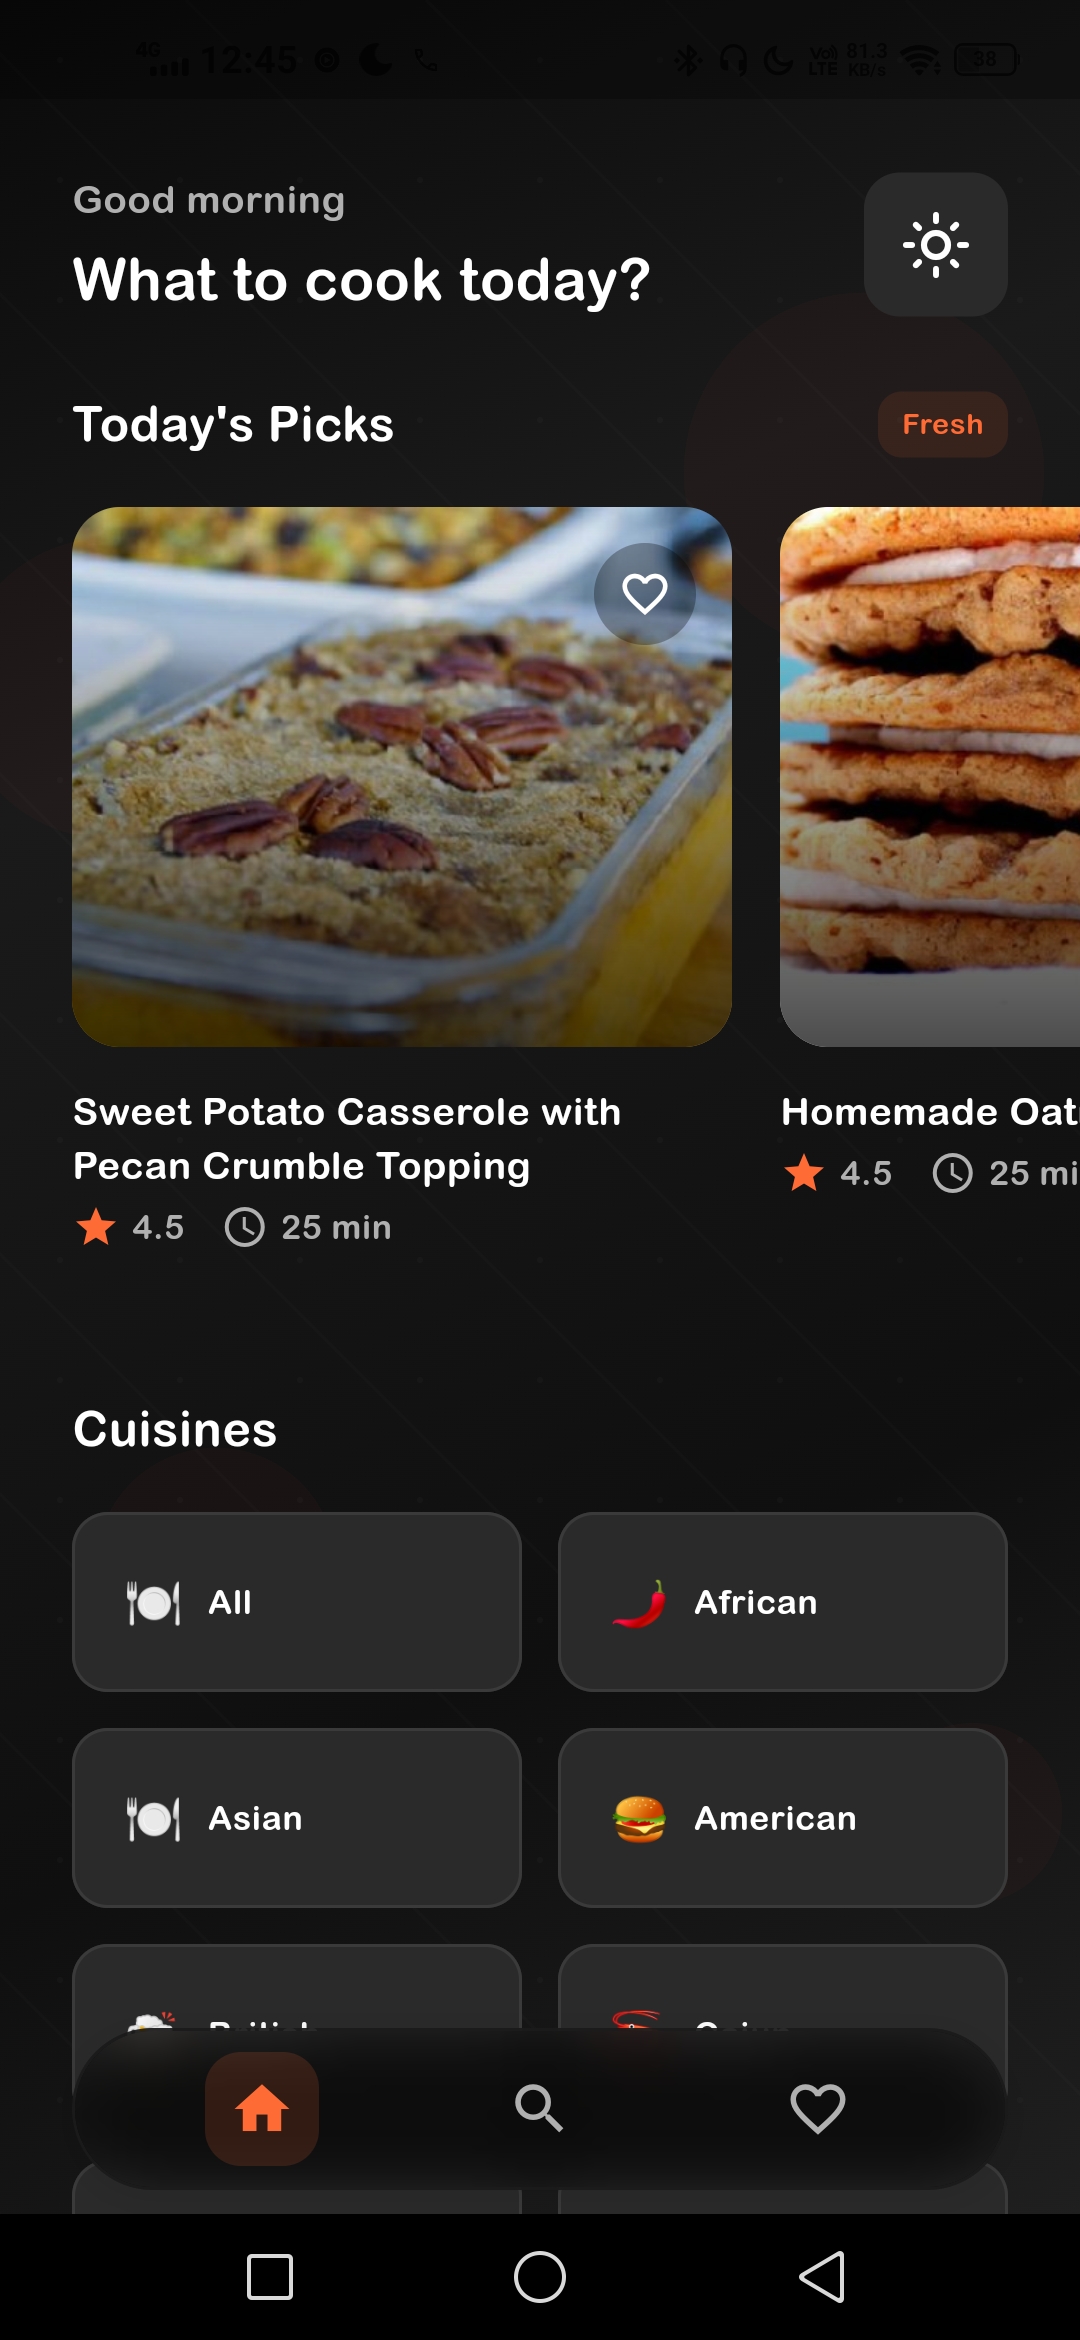 4G 12:45 Vo) LTE 81.3 KB/s 38
Good morning
What to cook today?
Today's Picks
Fresh
Sweet Potato Casserole with
Pecan Crumble Topping
4.5 25 min
Homemade Oat
4.5 25 mi
Cuisines
All
African
Asian
American
British
Cajun